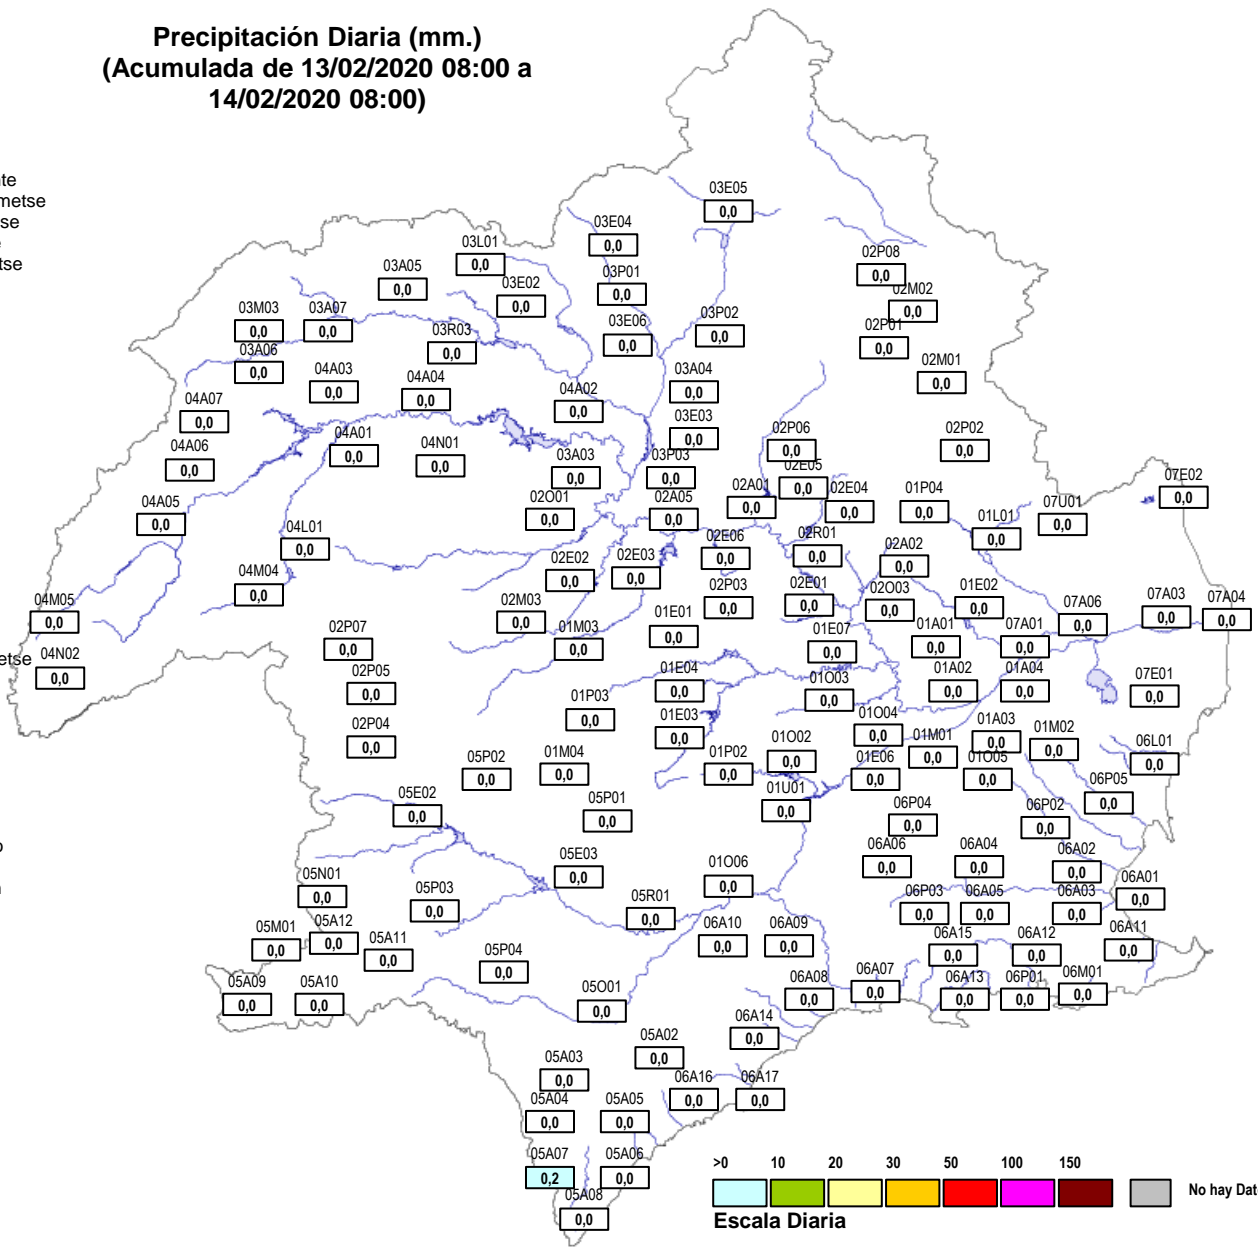 Precipitación Diaria (mm.)
(Acumulada de 13/02/2020 08:00 a
14/02/2020 08:00)
te
metse
se
e
tse
etse
o
n
03E05
0,0
03E04
0,0
03L01
0,0
02P08
0,0
03A05
0,0
03P01
0,0
03E02
0,0
02M02
0,0
03M03
0,0
03A07
0,0
03P02
0,0
03E06
0,0
03R03
0,0
02P01
0,0
03A06
0,0
02M01
0,0
04A03
0,0
04A04
0,0
03A04
0,0
04A02
0,0
04A07
0,0
03E03
0,0
04A01
0,0
02P06
0,0
02P02
0,0
04A06
0,0
04N01
0,0
03A03
0,0
03P03
0,0
02E05
0,0
07E02
0,0
02A01
0,0
02E04
0,0
01P04
0,0
04A05
0,0
02O01
0,0
02A05
0,0
07U01
0,0
01L01
0,0
04L01
0,0
02E06
0,0
02R01
0,0
02A02
0,0
02E02
0,0
02E03
0,0
04M04
0,0
02P03
0,0
02E01
0,0
02O03
0,0
01E02
0,0
07A03
0,0
07A04
0,0
04M05
0,0
02M03
0,0
01E01
0,0
07A06
0,0
02P07
0,0
01M03
0,0
01E07
0,0
01A01
0,0
07A01
0,0
04N02
0,0
02P05
0,0
01E04
0,0
01O03
0,0
01A02
0,0
01A04
0,0
07E01
0,0
01P03
0,0
02P04
0,0
01E03
0,0
01O04
0,0
01A03
0,0
01M02
0,0
05P02
0,0
01M04
0,0
01P02
0,0
01O02
0,0
01M01
0,0
01E06
0,0
01O05
0,0
06L01
0,0
05E02
0,0
05P01
0,0
01U01
0,0
06P05
0,0
06P04
0,0
06P02
0,0
05E03
0,0
01O06
0,0
06A06
0,0
06A04
0,0
06A02
0,0
05N01
0,0
05P03
0,0
05R01
0,0
06P03
0,0
06A05
0,0
06A03
0,0
06A01
0,0
05M01
0,0
05A12
0,0
05A11
0,0
06A10
0,0
06A09
0,0
06A15
0,0
06A12
0,0
06A11
0,0
05P04
0,0
05A09
0,0
05A10
0,0
05O01
0,0
06A08
0,0
06A07
0,0
06A13
0,0
06P01
0,0
06M01
0,0
06A14
0,0
05A02
0,0
05A03
0,0
06A16
0,0
06A17
0,0
05A04
0,0
05A05
0,0
05A07
0,2
05A06
0,0
05A08
0,0
>0 10 20 30 50 100 150
No hay Dat
Escala Diaria